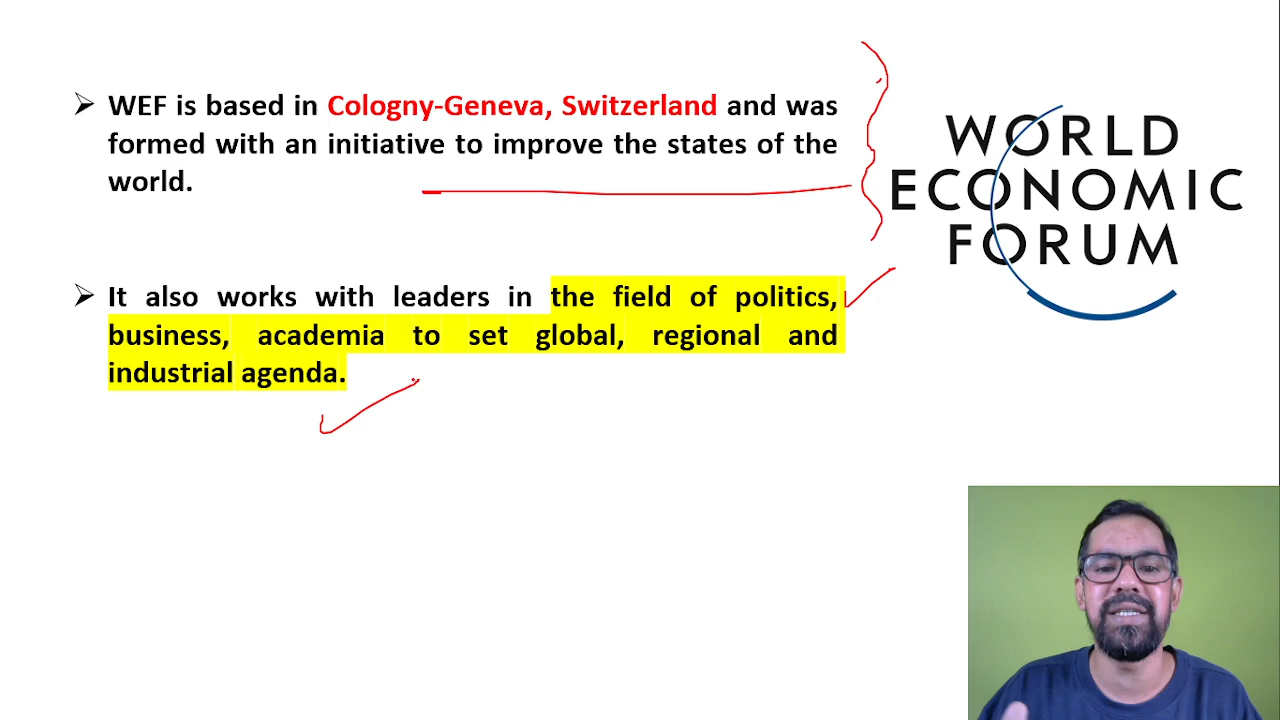 WEF is based in Cologny-Geneva, Switzerland and was
formed with an initiative to improve the states of the
world.
It also works with leaders in the field of politics,
business, academia to set global, regional and
industrial agenda.
WORLD
ECONOMIC
FORUM